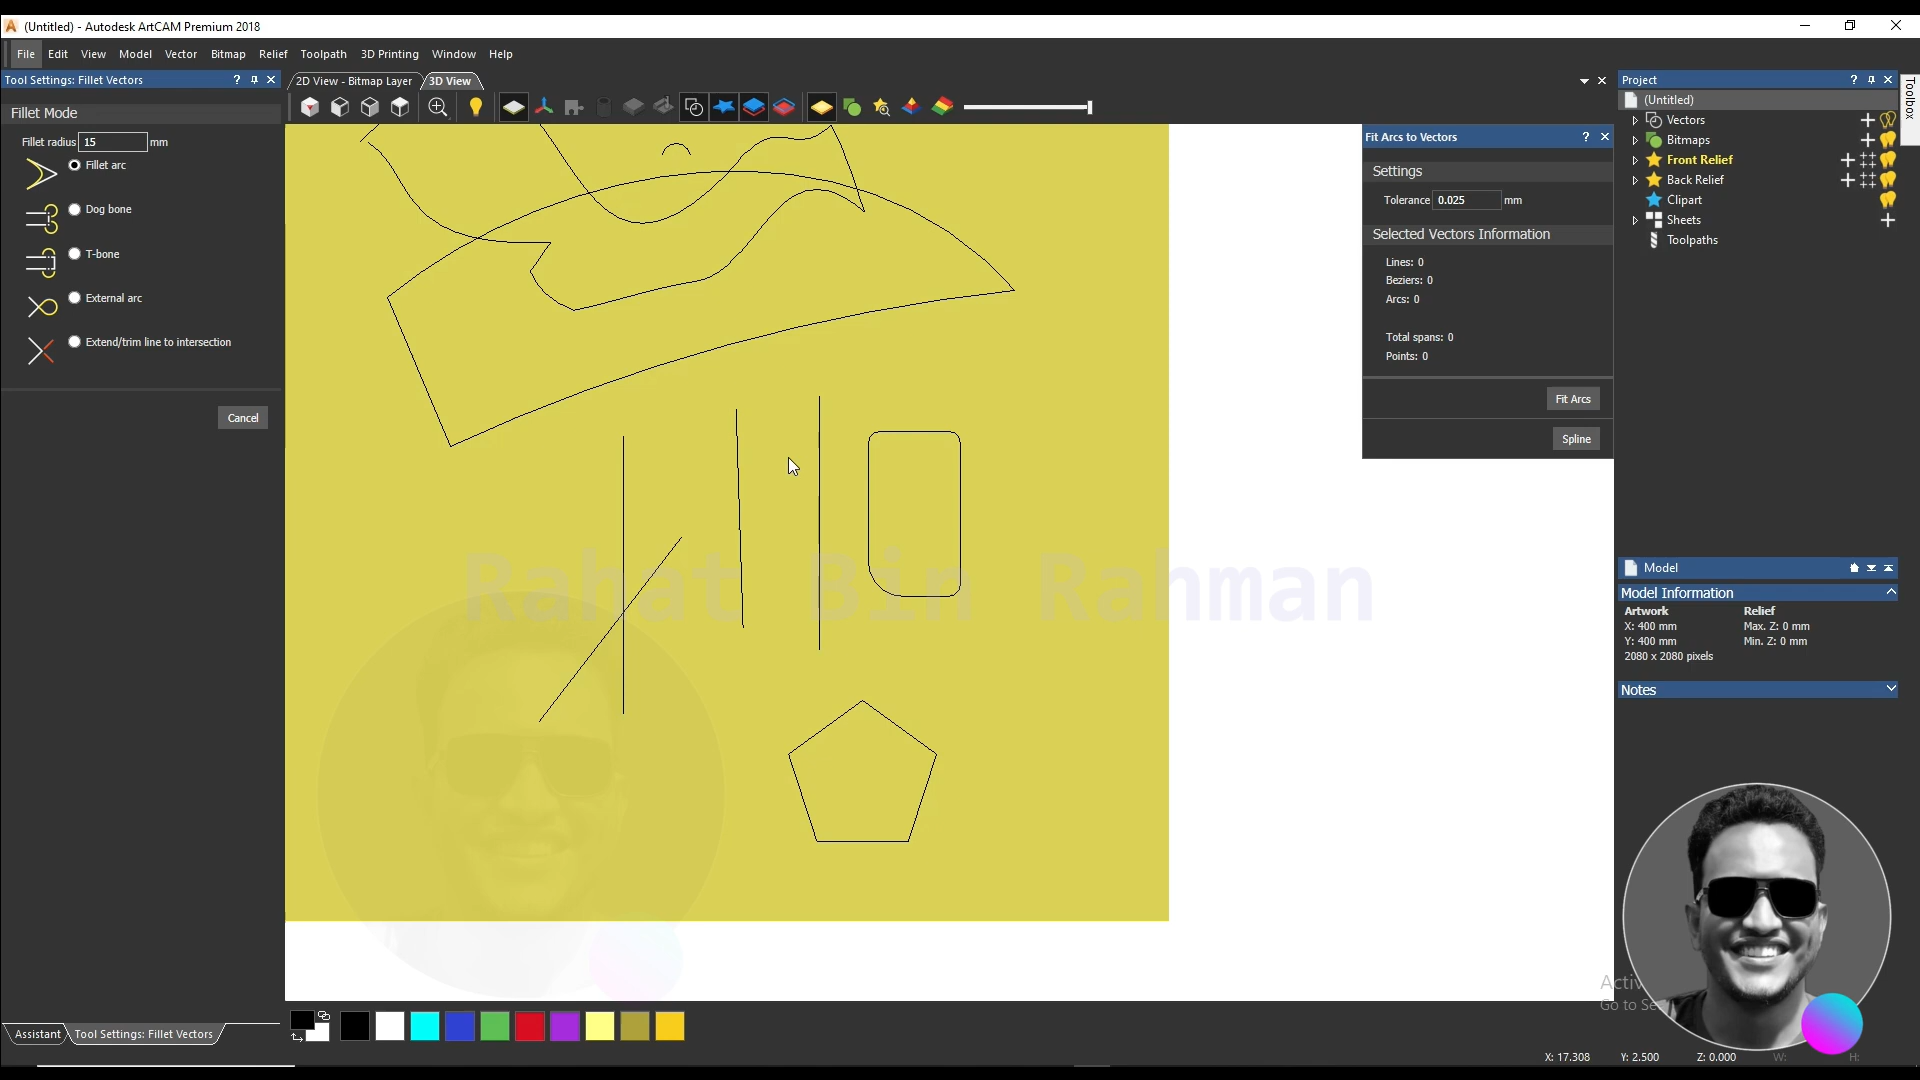 (Untitled) - Autodesk ArtCAM Premium 2018
File Edit View Model Vector Bitmap Relief Toolpath 3D Printing Window Help
Tool Settings: Fillet Vectors
Fillet Mode
Fillet radius 15 mm
Fillet arc
Dog bone
T-bone
External arc
Extend/trim line to intersection
Cancel
Assistant Tool Settings: Fillet Vectors
2D View - Bitmap Layer 3D View
Rahat Bin Rahman
Fit Arcs to Vectors
Settings
Tolerance 0.025 mm
Selected Vectors Information
Lines: 0
Beziers: 0
Arcs: 0
Total spans: 0
Points: 0
Fit Arcs
Spline
Project
Toolbox
(Untitled)
Vectors
Bitmaps
Front Relief
Back Relief
Clipart
Sheets
Toolpaths
Model
Model Information
Artwork Relief
X: 400 mm Max. Z: 0 mm
Y: 400 mm Min. Z: 0 mm
2080 x 2080 pixels
Notes
Go to Se
X: 17.308 Y: 2.500 Z: 0.000 W: H: